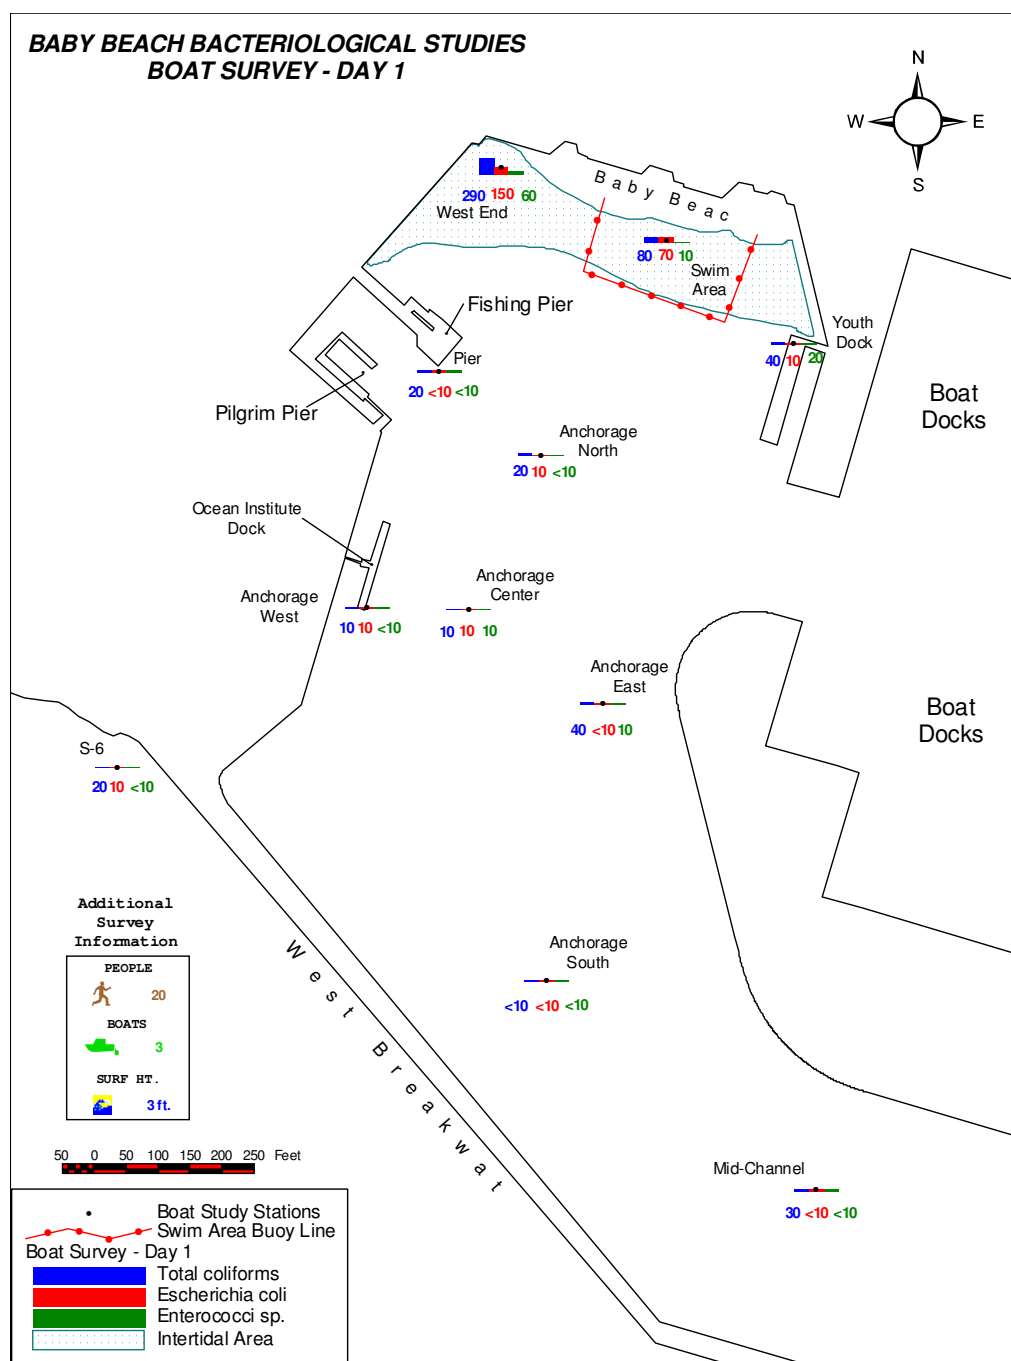 BABY BEACH BACTERIOLOGICAL STUDIES
BOAT SURVEY - DAY 1
N
W E
S
Baby Beac
290 150 60
West End
80 70 10
Swim
Area
Fishing Pier
Youth
Dock
40 10 20
Pier
20 <10 <10
Pilgrim Pier
Boat
Docks
Anchorage
North
20 10 <10
Ocean Institute
Dock
Anchorage
West
10 10 <10
Anchorage
Center
10 10 10
Anchorage
East
40 <10 10
Boat
Docks
S-6
20 10 <10
Additional
Survey
Information
PEOPLE
20
BOATS
3
SURF HT.
3 ft.
West Breakwat
Anchorage
South
<10 <10 <10
Mid-Channel
30 <10 <10
50 0 50 100 150 200 250 Feet
Boat Study Stations
Swim Area Buoy Line
Boat Survey - Day 1
Total coliforms
Escherichia coli
Enterococci sp.
Intertidal Area